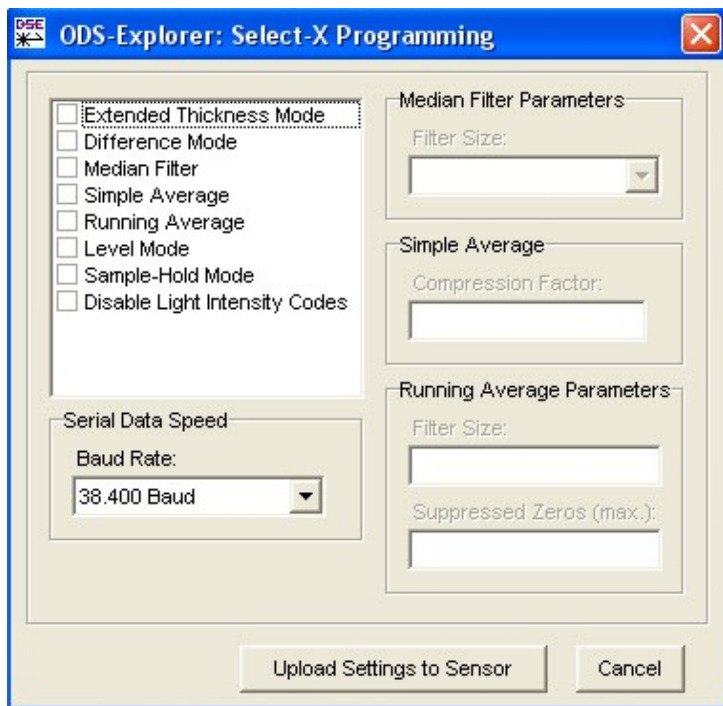 OSE
ODS-Explorer: Select-X Programming
Extended Thickness Mode
Difference Mode
Median Filter
Simple Average
Running Average
Level Mode
Sample-Hold Mode
Disable Light Intensity Codes
Serial Data Speed
Baud Rate:
38.400 Baud
Median Filter Parameters
Filter Size:
Simple Average
Compression Factor:
Running Average Parameters
Filter Size:
Suppressed Zeros (max.):
Upload Settings to Sensor
Cancel